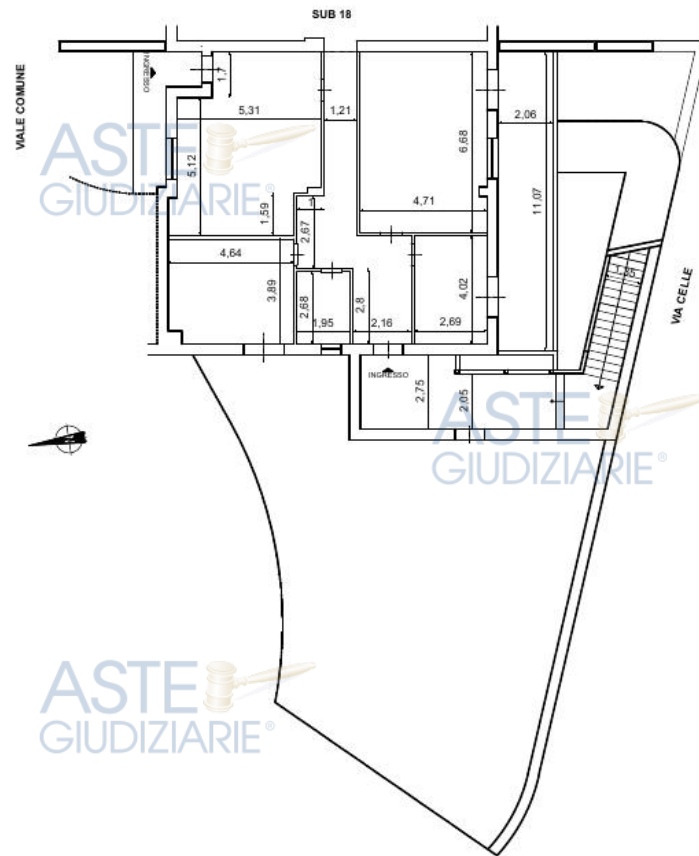 SUB 18
VIALE COMUNE
INGRESSO
1,7
5,31
1,21
2,06
ASTE
GIUDIZIARIE®
5,12
6,68
11,07
1,59
4,71
2,67
4,64
3,89
4,02
1,85
VIA CELLE
2,68
1,95
2,8
2,16
2,69
INGRESSO
2,75
2,05
ASTE
GIUDIZIARIE®
N
ASTE
GIUDIZIARIE®